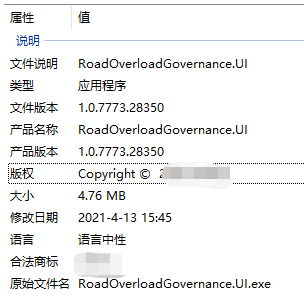 属性 值
说明
文件说明 RoadOverloadGovernance.UI
类型 应用程序
文件版本 1.0.7773.28350
产品名称 RoadOverloadGovernance.UI
产品版本 1.0.7773.28350
版权 Copyright ©
大小 4.76 MB
修改日期 2021-4-13 15:45
语言 语言中性
合法商标
原始文件名 RoadOverloadGovernance.UI.exe